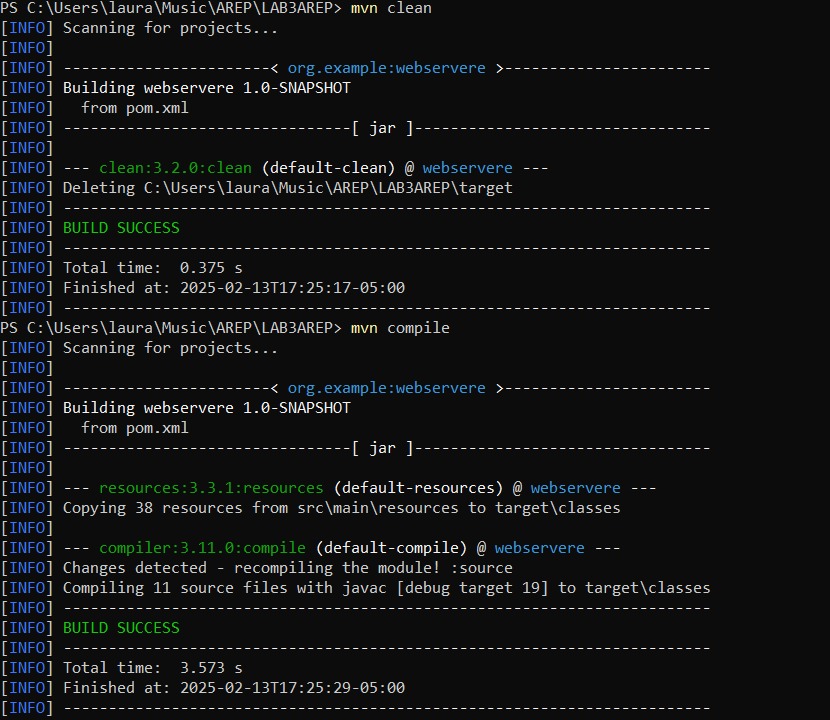 PS C:\Users\laura\Music\AREP\LAB3AREP> mvn clean
[INFO] Scanning for projects...
[INFO]
[INFO] -----------------------< org.example:webservere >-----------------------
[INFO] Building webservere 1.0-SNAPSHOT
[INFO]   from pom.xml
[INFO] --------------------------------[ jar ]---------------------------------
[INFO]
[INFO] --- clean:3.2.0:clean (default-clean) @ webservere ---
[INFO] Deleting C:\Users\laura\Music\AREP\LAB3AREP\target
[INFO] ------------------------------------------------------------------------
[INFO] BUILD SUCCESS
[INFO] ------------------------------------------------------------------------
[INFO] Total time:  0.375 s
[INFO] Finished at: 2025-02-13T17:25:17-05:00
[INFO] ------------------------------------------------------------------------
PS C:\Users\laura\Music\AREP\LAB3AREP> mvn compile
[INFO] Scanning for projects...
[INFO]
[INFO] -----------------------< org.example:webservere >-----------------------
[INFO] Building webservere 1.0-SNAPSHOT
[INFO]   from pom.xml
[INFO] --------------------------------[ jar ]---------------------------------
[INFO]
[INFO] --- resources:3.3.1:resources (default-resources) @ webservere ---
[INFO] Copying 38 resources from src\main\resources to target\classes
[INFO]
[INFO] --- compiler:3.11.0:compile (default-compile) @ webservere ---
[INFO] Changes detected - recompiling the module! :source
[INFO] Compiling 11 source files with javac [debug target 19] to target\classes
[INFO] ------------------------------------------------------------------------
[INFO] BUILD SUCCESS
[INFO] ------------------------------------------------------------------------
[INFO] Total time:  3.573 s
[INFO] Finished at: 2025-02-13T17:25:29-05:00
[INFO] ------------------------------------------------------------------------